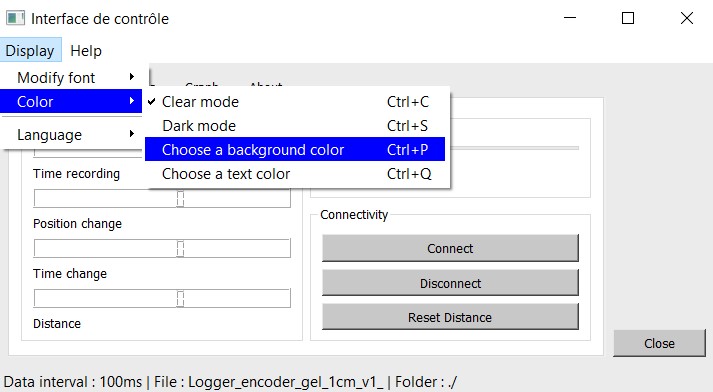 Interface de contrôle
Display Help
Modify font
Color
Language
Clear mode Ctrl+C
Dark mode Ctrl+S
Choose a background color Ctrl+P
Choose a text color Ctrl+Q
Time recording
Position change
Time change
Distance
Connectivity
Connect
Disconnect
Reset Distance
Close
Data interval : 100ms | File : Logger_encoder_gel_1cm_v1_ | Folder : ./